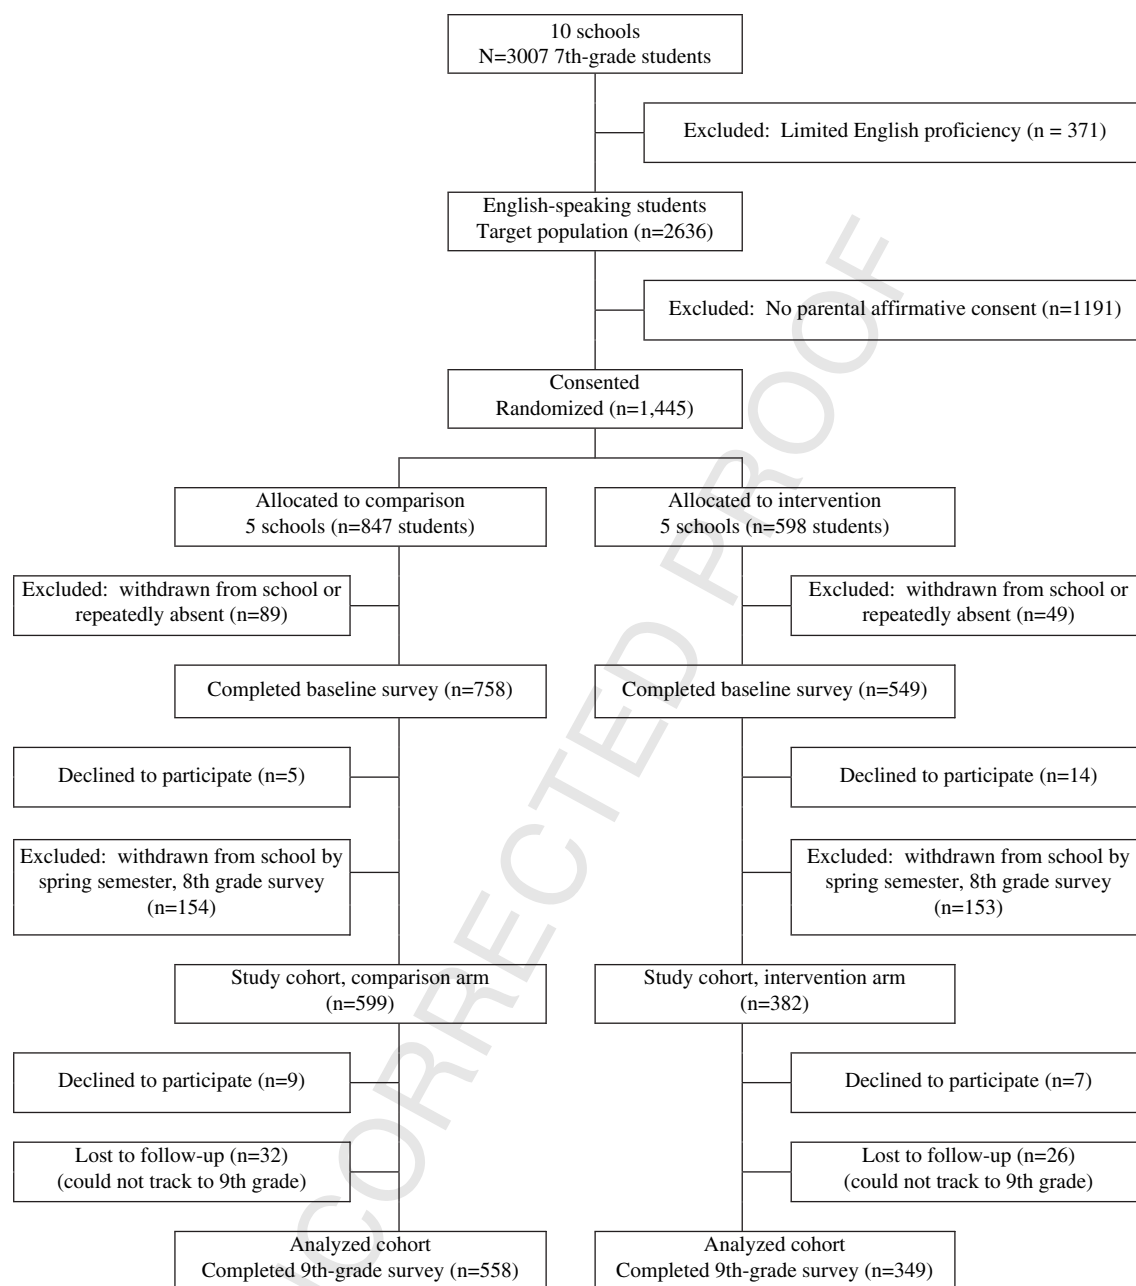 10 schools
N=3007 7th-grade students
Excluded: Limited English proficiency (n = 371)
English-speaking students
Target population (n=2636)
Excluded: No parental affirmative consent (n=1191)
Consented
Randomized (n=1,445)
Allocated to comparison
5 schools (n=847 students)
Allocated to intervention
5 schools (n=598 students)
Excluded: withdrawn from school or
repeatedly absent (n=89)
Excluded: withdrawn from school or
repeatedly absent (n=49)
Completed baseline survey (n=758)
Completed baseline survey (n=549)
Declined to participate (n=5)
Declined to participate (n=14)
Excluded: withdrawn from school by
spring semester, 8th grade survey
(n=154)
Excluded: withdrawn from school by
spring semester, 8th grade survey
(n=153)
Study cohort, comparison arm
(n=599)
Study cohort, intervention arm
(n=382)
Declined to participate (n=9)
Declined to participate (n=7)
Lost to follow-up (n=32)
(could not track to 9th grade)
Lost to follow-up (n=26)
(could not track to 9th grade)
Analyzed cohort
Completed 9th-grade survey (n=558)
Analyzed cohort
Completed 9th-grade survey (n=349)
NCORRECTED PROOF